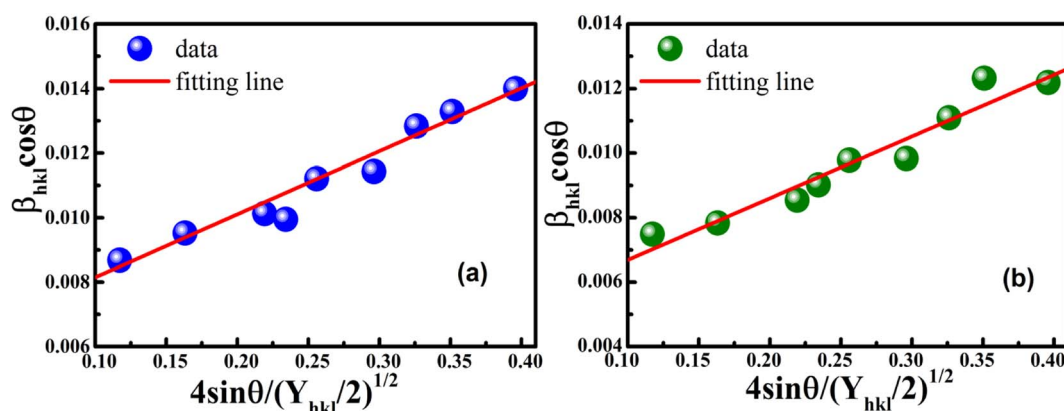 0.016
0.014
0.012
0.010
0.008
0.006
β_hkl cosθ
data
fitting line
(a)
0.10 0.15 0.20 0.25 0.30 0.35 0.40
4sinθ/(Y_hkl/2)^1/2
0.014
0.012
0.010
0.008
0.006
0.004
β_hkl cosθ
data
fitting line
(b)
0.10 0.15 0.20 0.25 0.30 0.35 0.40
4sinθ/(Y_hkl/2)^1/2